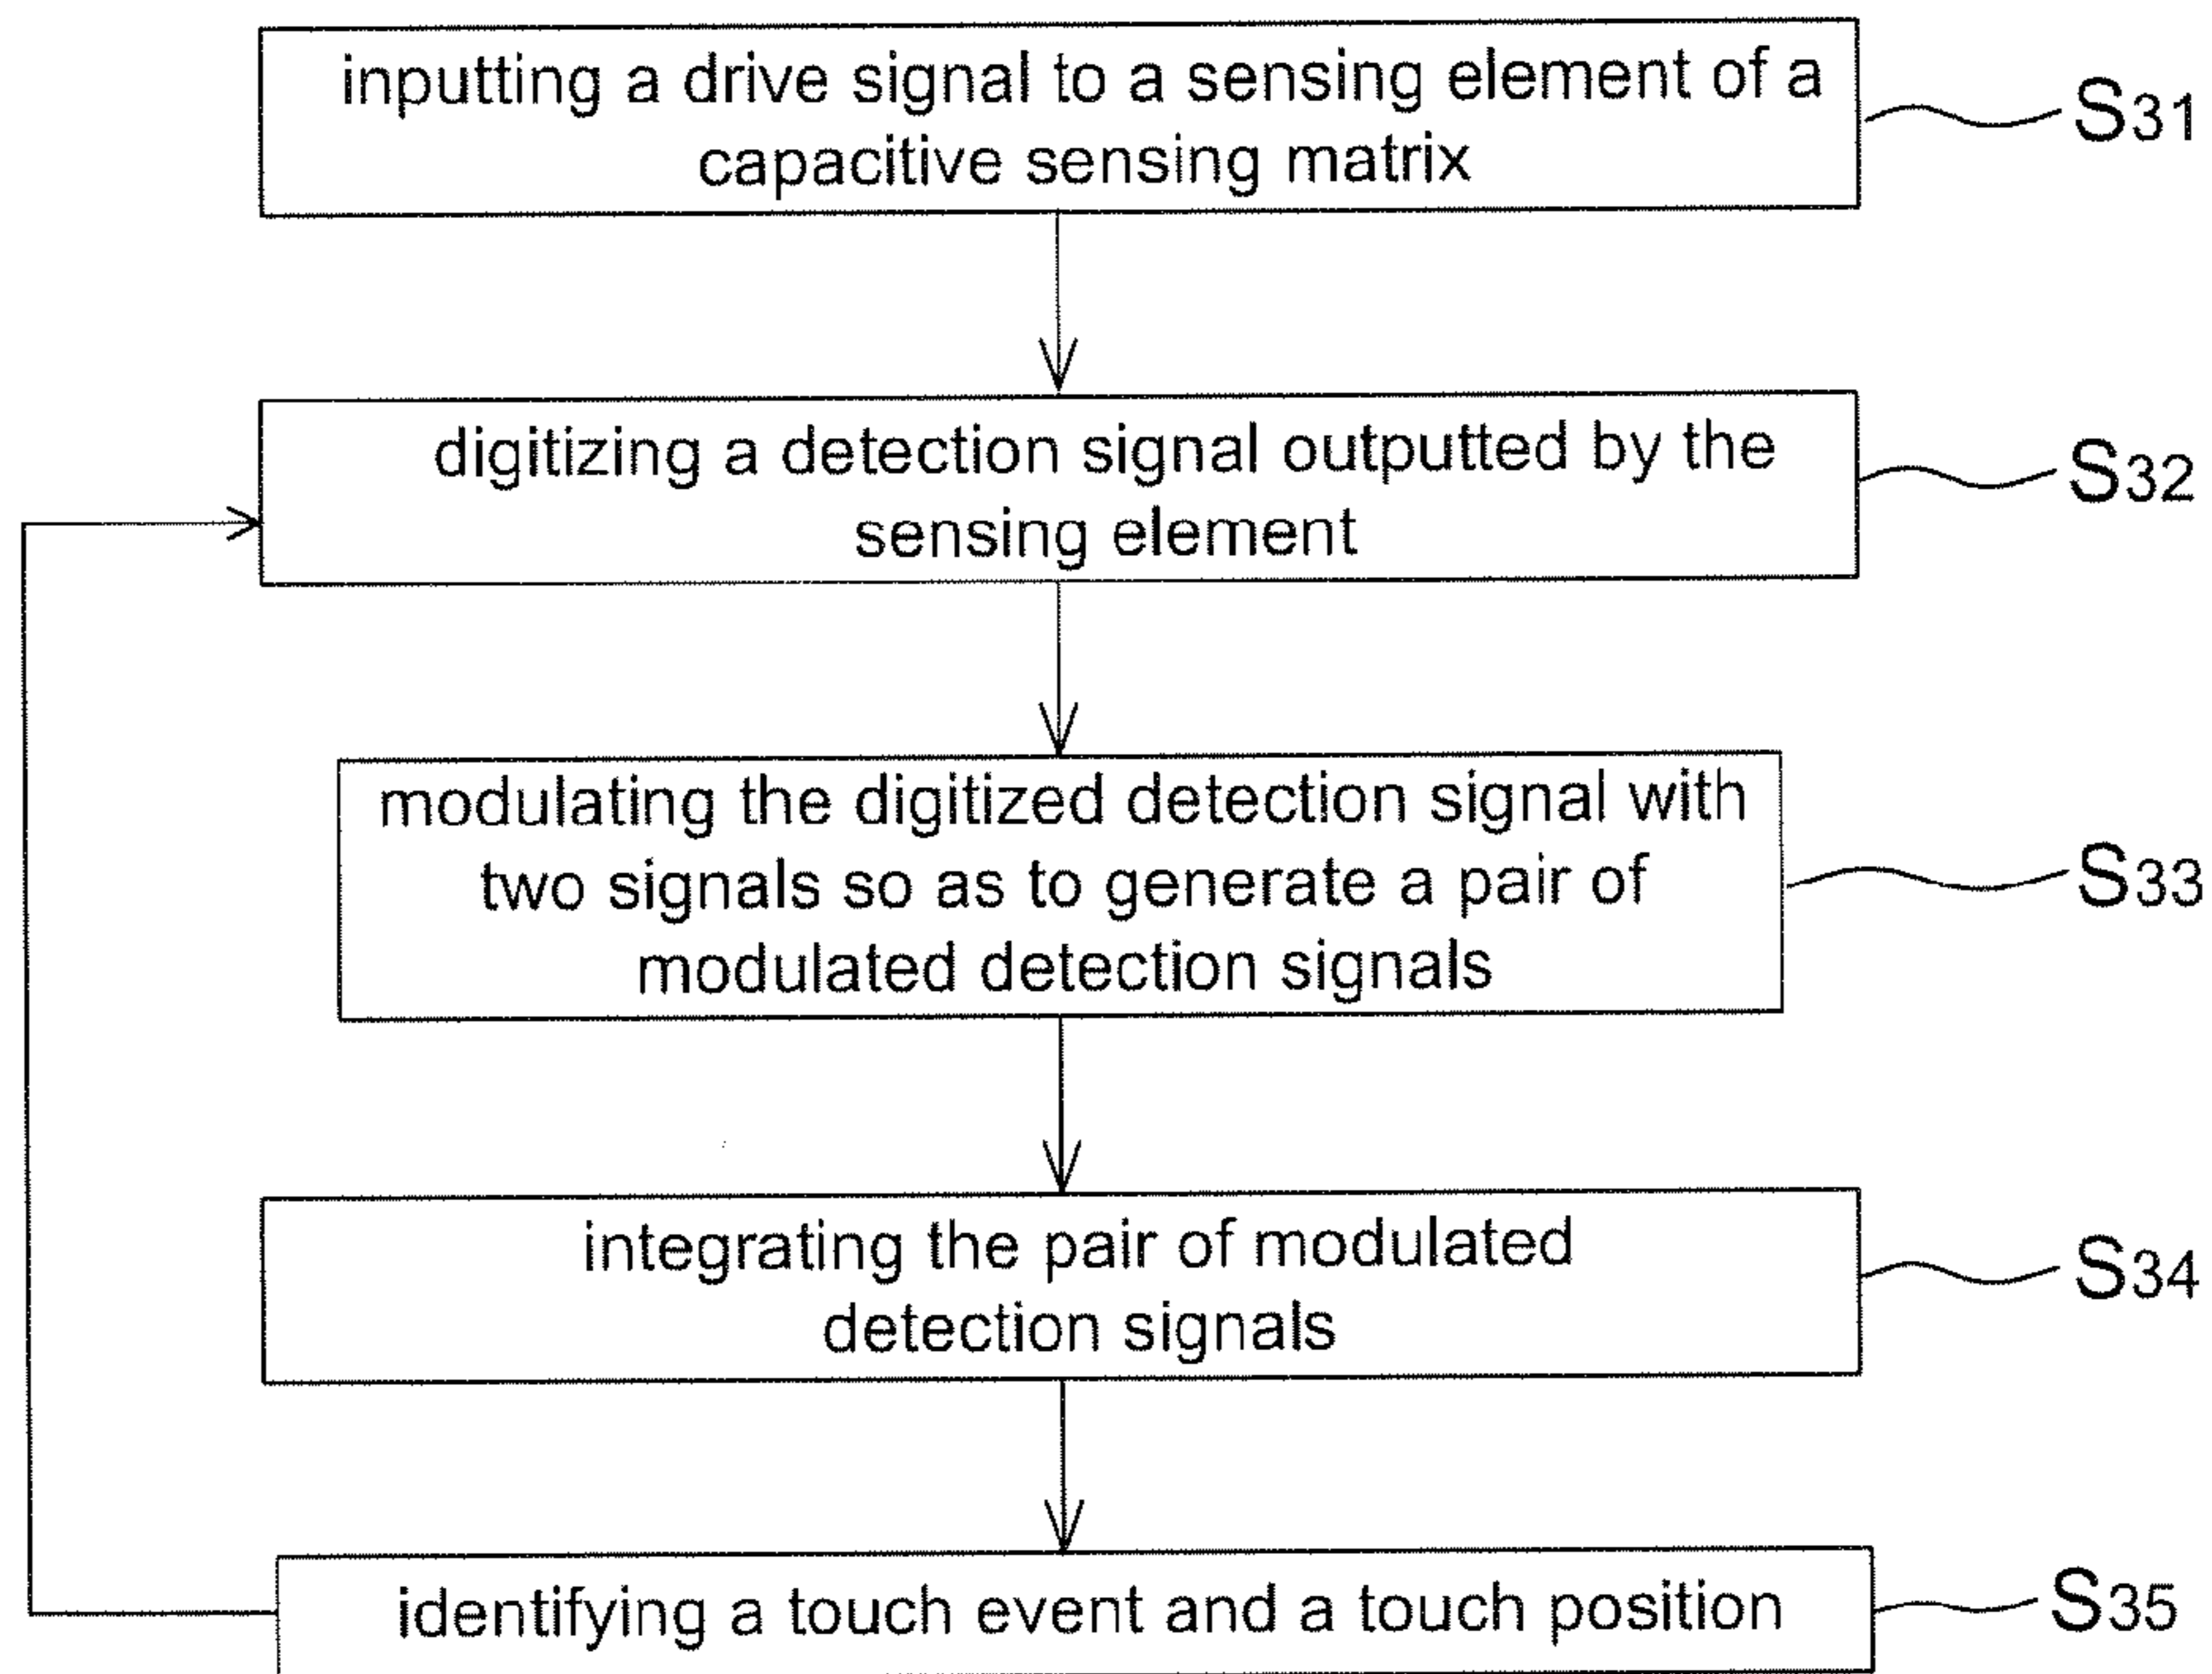 inputting a drive signal to a sensing element of a
capacitive sensing matrix
S31
digitizing a detection signal outputted by the
sensing element
S32
modulating the digitized detection signal with
two signals so as to generate a pair of
modulated detection signals
S33
integrating the pair of modulated
detection signals
S34
identifying a touch event and a touch position
S35